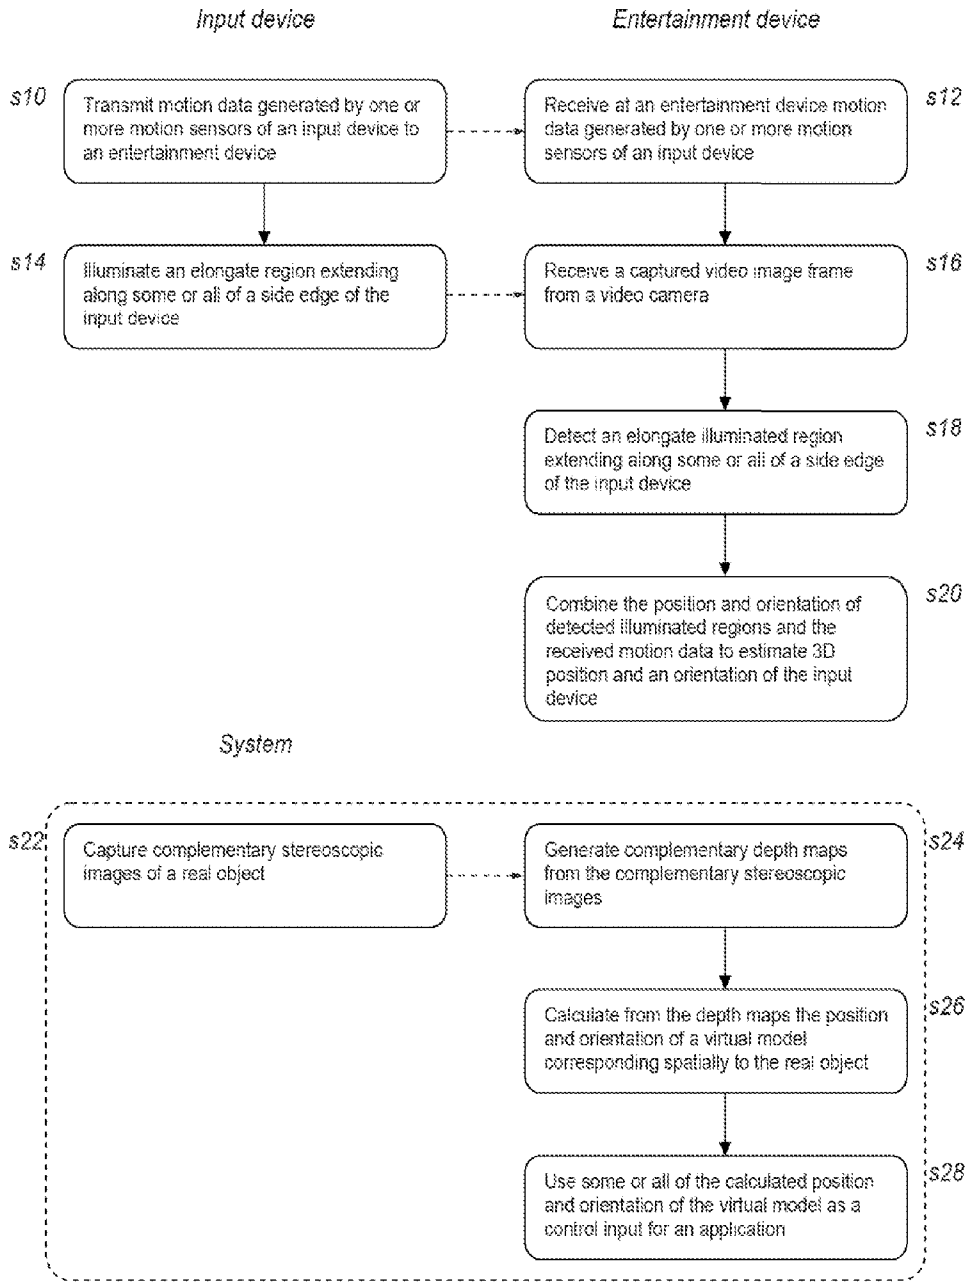 Input device
Entertainment device
s10
Transmit motion data generated by one or
more motion sensors of an input device to
an entertainment device
s12
Receive at an entertainment device motion
data generated by one or more motion
sensors of an input device
s14
Illuminate an elongate region extending
along some or all of a side edge of the
input device
s16
Receive a captured video image frame
from a video camera
s18
Detect an elongate illuminated region
extending along some or all of a side edge
of the input device
s20
Combine the position and orientation of
detected illuminated regions and the
received motion data to estimate 3D
position and an orientation of the input
device
System
s22
Capture complementary stereoscopic
images of a real object
s24
Generate complementary depth maps
from the complementary stereoscopic
images
s26
Calculate from the depth maps the position
and orientation of a virtual model
corresponding spatially to the real object
s28
Use some or all of the calculated position
and orientation of the virtual model as a
control input for an application